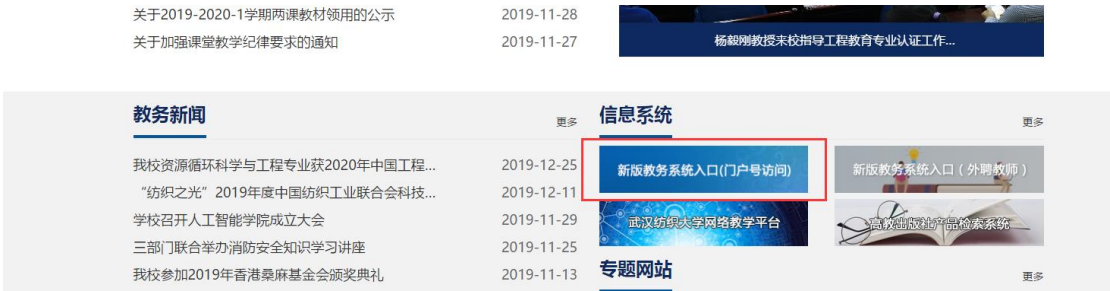 关于2019-2020-1学期两课教材领用的公示 2019-11-28
关于加强课堂教学纪律要求的通知 2019-11-27
杨毅刚教授来校指导工程教育专业认证工作...
教务新闻 更多
我校资源循环科学与工程专业获2020年中国工程... 2019-12-25
“纺织之光”2019年度中国纺织工业联合会科技... 2019-12-11
学校召开人工智能学院成立大会 2019-11-29
三部门联合举办消防安全知识学习讲座 2019-11-25
我校参加2019年香港桑麻基金会颁奖典礼 2019-11-13
信息系统 更多
新版教务系统入口(门户号访问)
新版教务系统入口（外聘教师）
武汉纺织大学网络教学平台
高教出版社产品检索系统
专题网站 更多